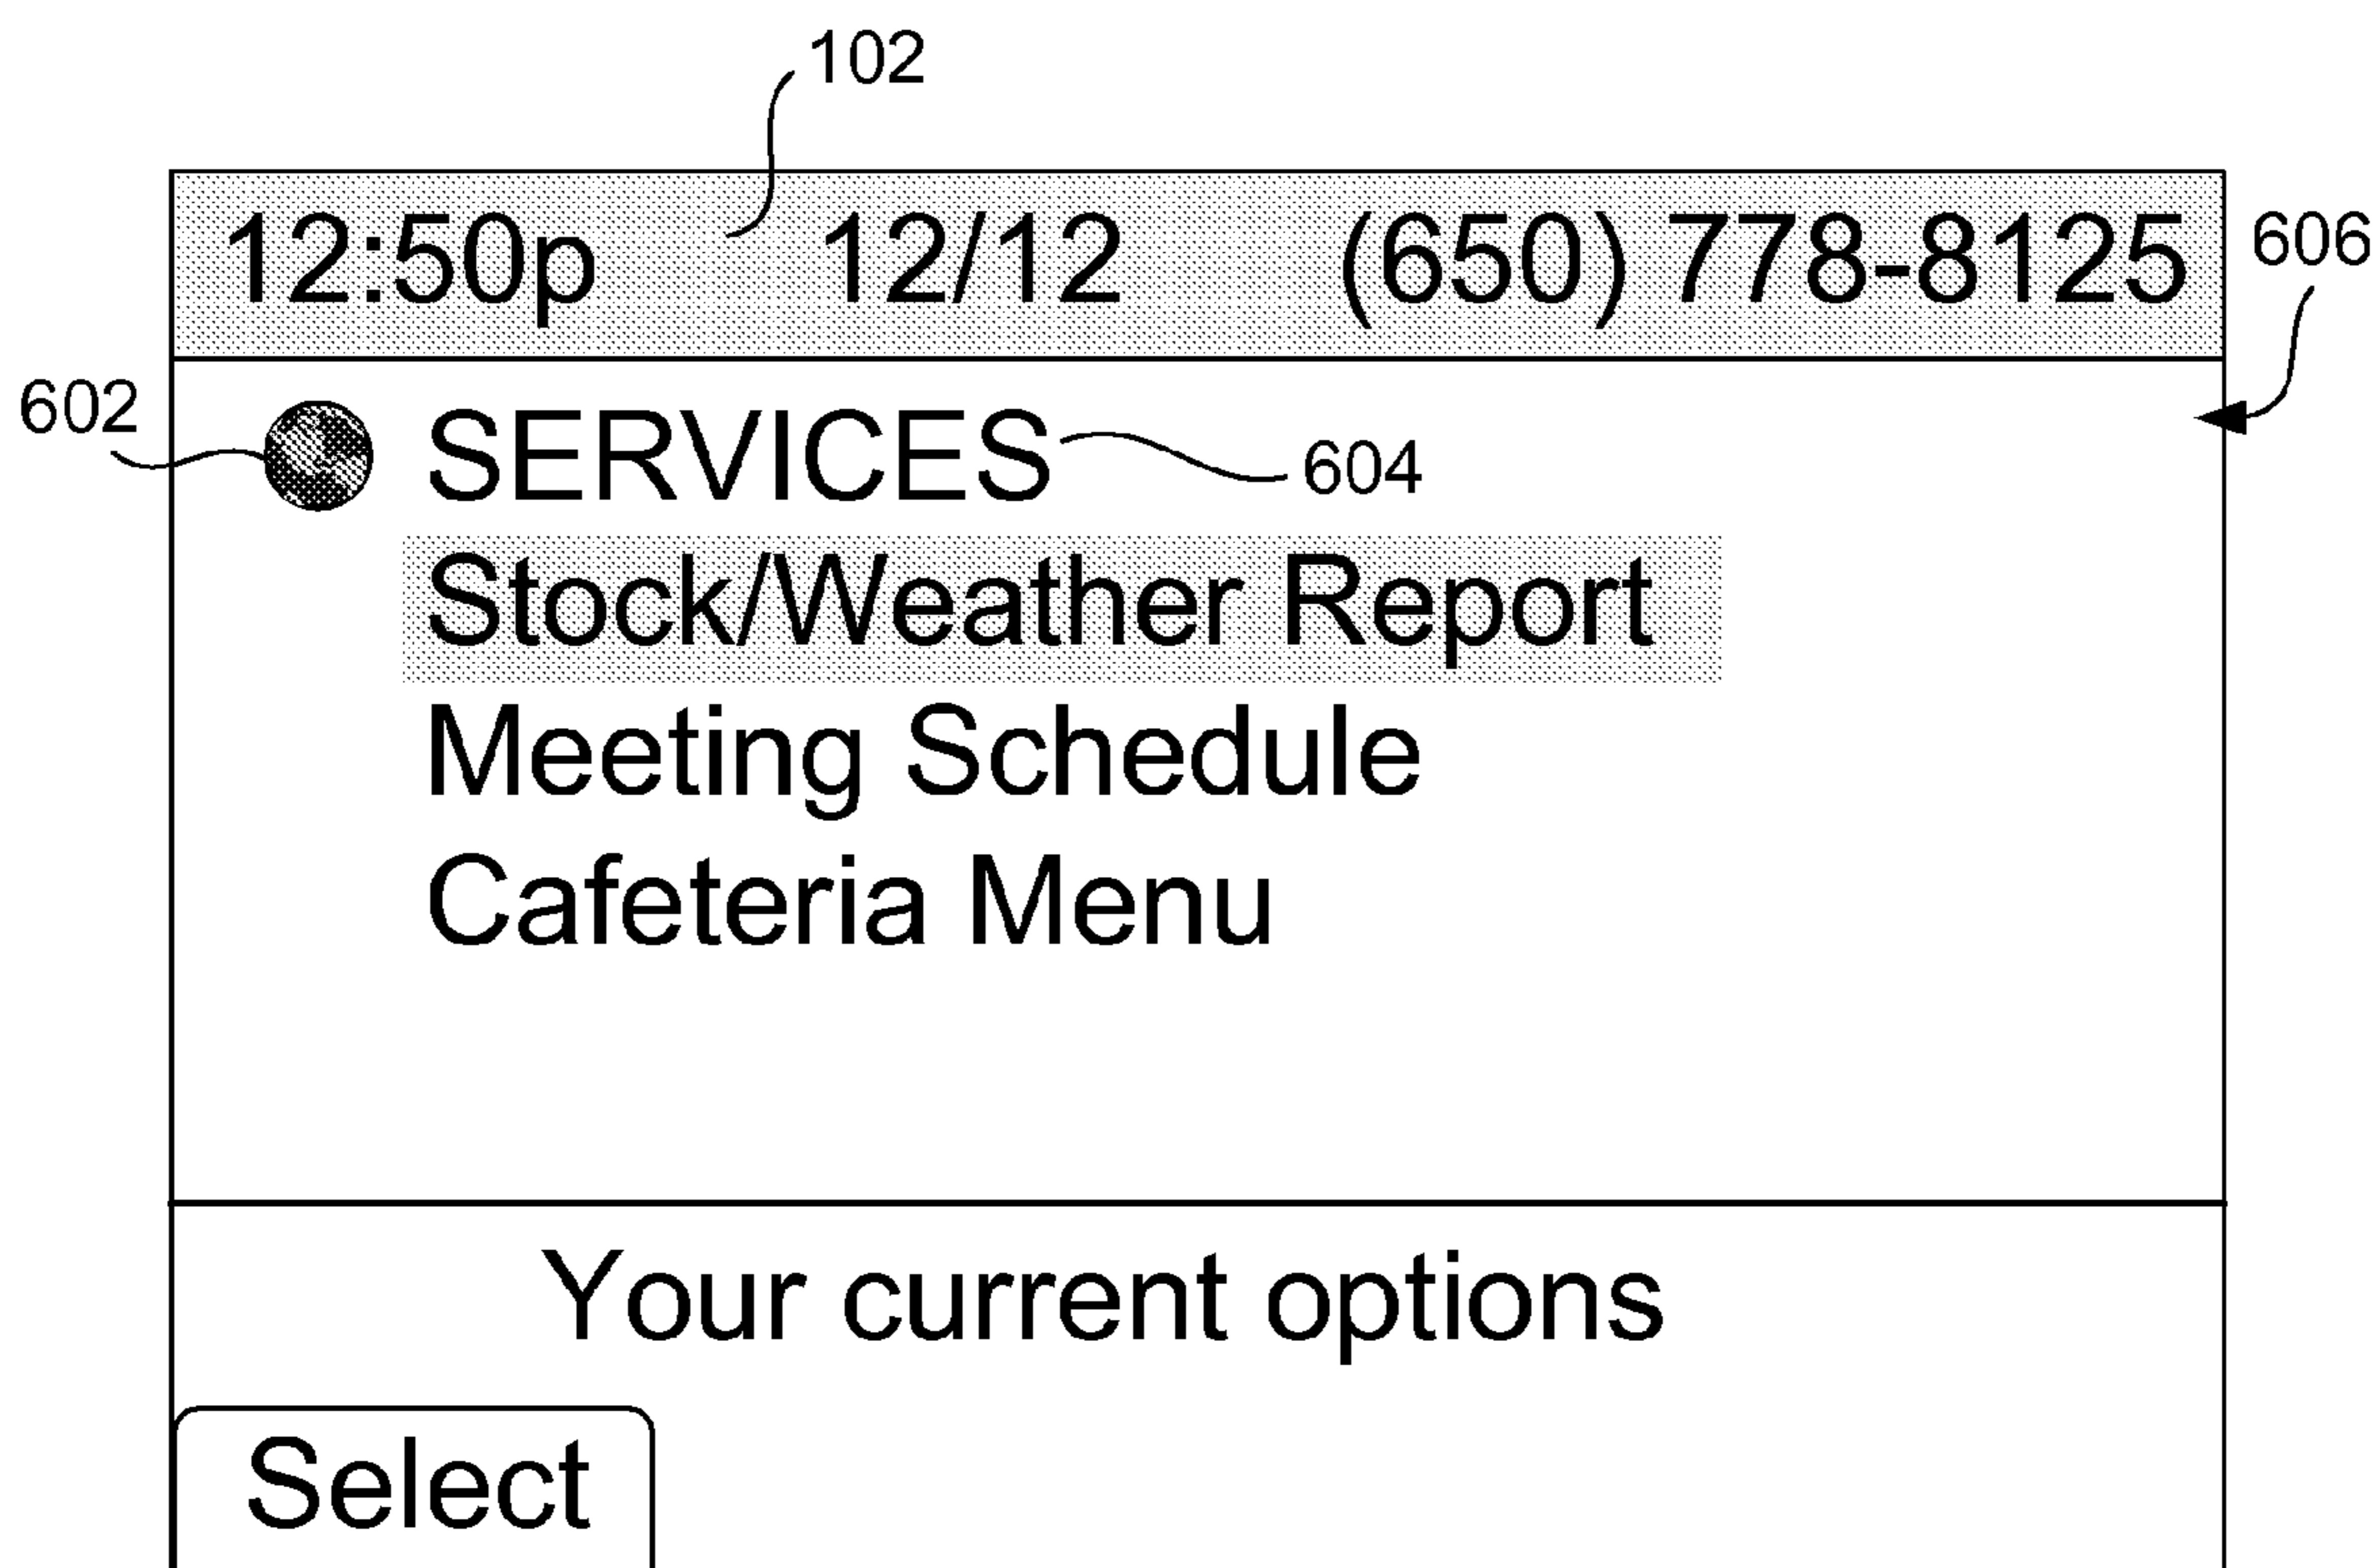 102
12:50p 12/12 (650) 778-8125
606
602
SERVICES
604
Stock/Weather Report
Meeting Schedule
Cafeteria Menu
Your current options
Select